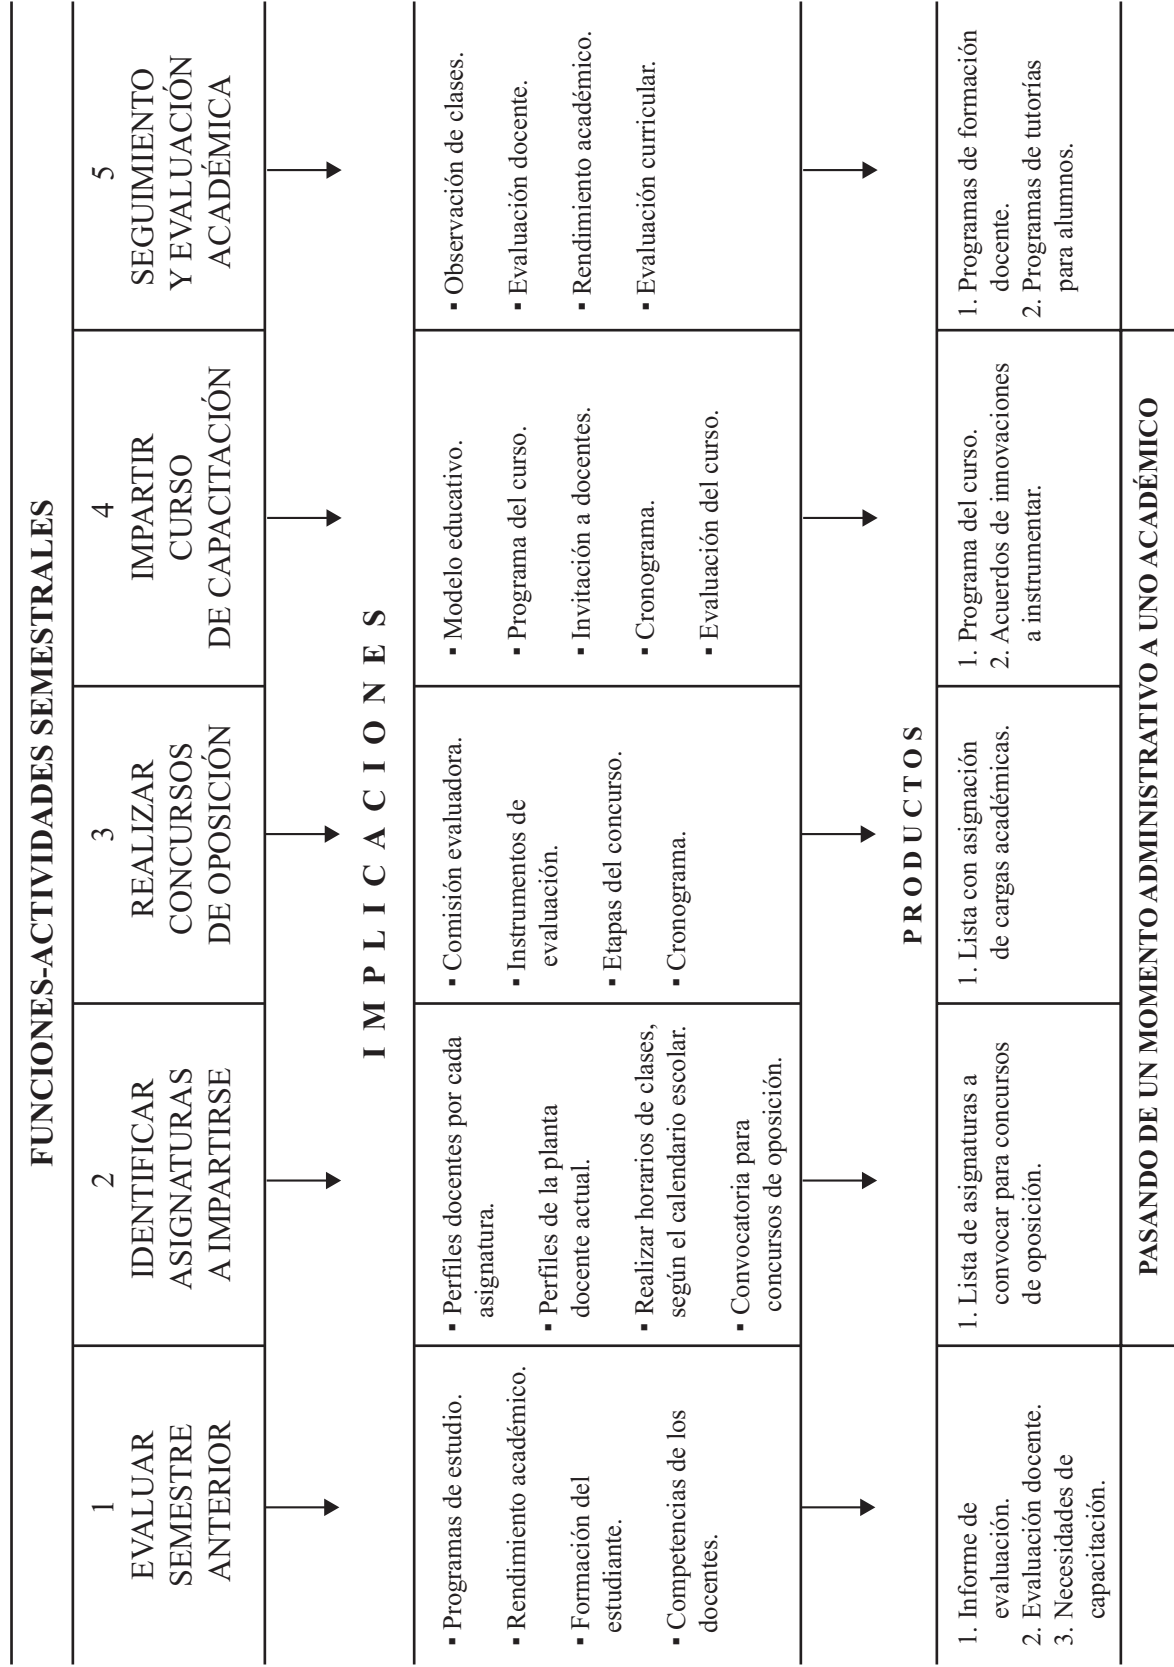 FUNCIONES-ACTIVIDADES SEMESTRALES
1
EVALUAR
SEMESTRE
ANTERIOR
2
IDENTIFICAR
ASIGNATURAS
A IMPARTIRSE
3
REALIZAR
CONCURSOS
DE OPOSICIÓN
4
IMPARTIR
CURSO
DE CAPACITACIÓN
5
SEGUIMIENTO
Y EVALUACIÓN
ACADÉMICA
I M P L I C A C I O N E S
▪ Programas de estudio.
▪ Rendimiento académico.
▪ Formación del
estudiante.
▪ Competencias de los
docentes.
▪ Perfiles docentes por cada
asignatura.
▪ Perfiles de la planta
docente actual.
▪ Realizar horarios de clases,
según el calendario escolar.
▪ Convocatoria para
concursos de oposición.
▪ Comisión evaluadora.
▪ Instrumentos de
evaluación.
▪ Etapas del concurso.
▪ Cronograma.
▪ Modelo educativo.
▪ Programa del curso.
▪ Invitación a docentes.
▪ Cronograma.
▪ Evaluación del curso.
▪ Observación de clases.
▪ Evaluación docente.
▪ Rendimiento académico.
▪ Evaluación curricular.
P R O D U C T O S
1. Informe de
evaluación.
2. Evaluación docente.
3. Necesidades de
capacitación.
1. Lista de asignaturas a
convocar para concursos
de oposición.
1. Lista con asignación
de cargas académicas.
1. Programa del curso.
2. Acuerdos de innovaciones
a instrumentar.
1. Programas de formación
docente.
2. Programas de tutorías
para alumnos.
PASANDO DE UN MOMENTO ADMINISTRATIVO A UNO ACADÉMICO